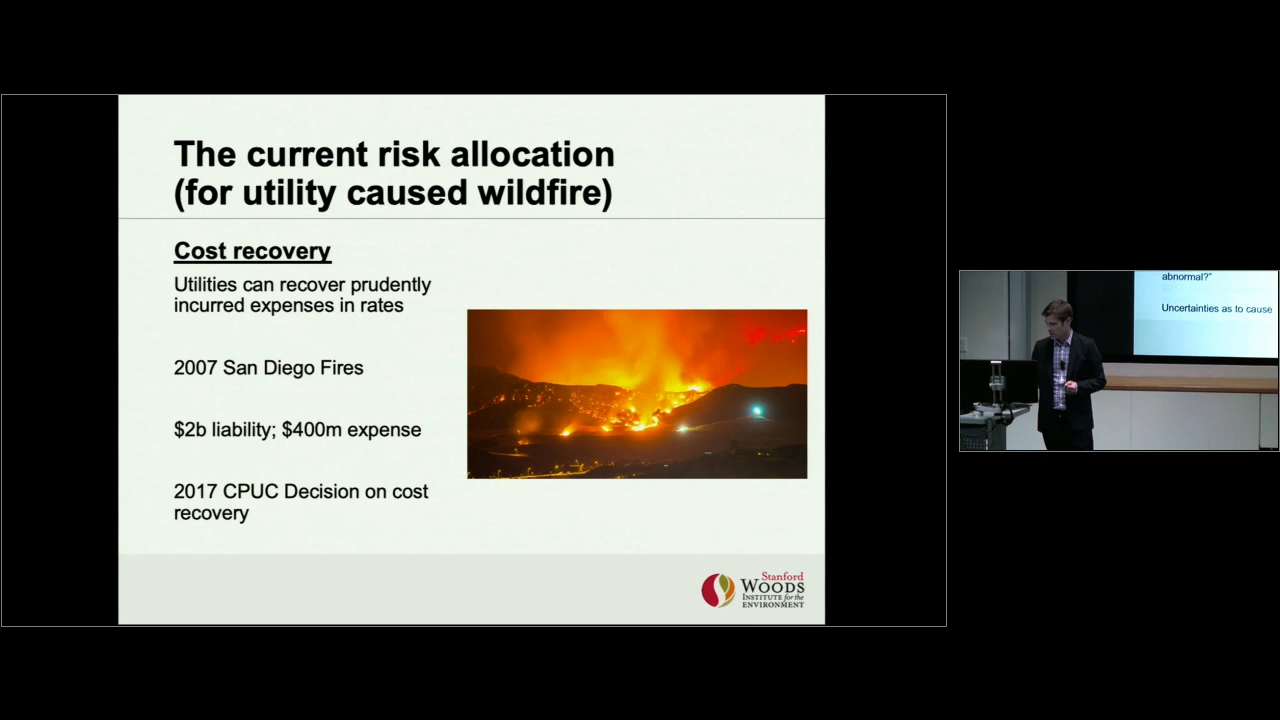 The current risk allocation
(for utility caused wildfire)
Cost recovery
Utilities can recover prudently
incurred expenses in rates
2007 San Diego Fires
$2b liability; $400m expense
2017 CPUC Decision on cost
recovery
Stanford
WOODS
INSTITUTE for the
ENVIRONMENT
abnormal?"
Uncertainties as to cause